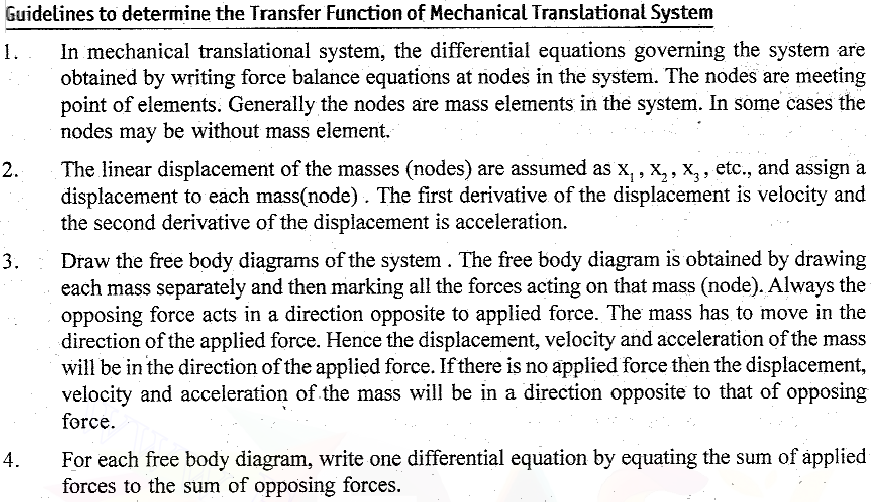 Guidelines to determine the Transfer Function of Mechanical Translational System
1. In mechanical translational system, the differential equations governing the system are
obtained by writing force balance equations at nodes in the system. The nodes are meeting
point of elements. Generally the nodes are mass elements in the system. In some cases the
nodes may be without mass element.
2. The linear displacement of the masses (nodes) are assumed as x₁, x₂, x₃, etc., and assign a
displacement to each mass(node) . The first derivative of the displacement is velocity and
the second derivative of the displacement is acceleration.
3. Draw the free body diagrams of the system . The free body diagram is obtained by drawing
each mass separately and then marking all the forces acting on that mass (node). Always the
opposing force acts in a direction opposite to applied force. The mass has to move in the
direction of the applied force. Hence the displacement, velocity and acceleration of the mass
will be in the direction of the applied force. If there is no applied force then the displacement,
velocity and acceleration of the mass will be in a direction opposite to that of opposing
force.
4. For each free body diagram, write one differential equation by equating the sum of applied
forces to the sum of opposing forces.